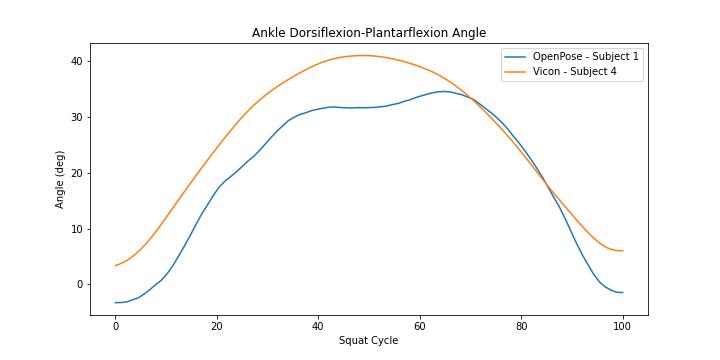 Ankle Dorsiflexion-Plantarflexion Angle
OpenPose - Subject 1
Vicon - Subject 4
Angle (deg)
40
30
20
10
0
0 20 40 60 80 100
Squat Cycle